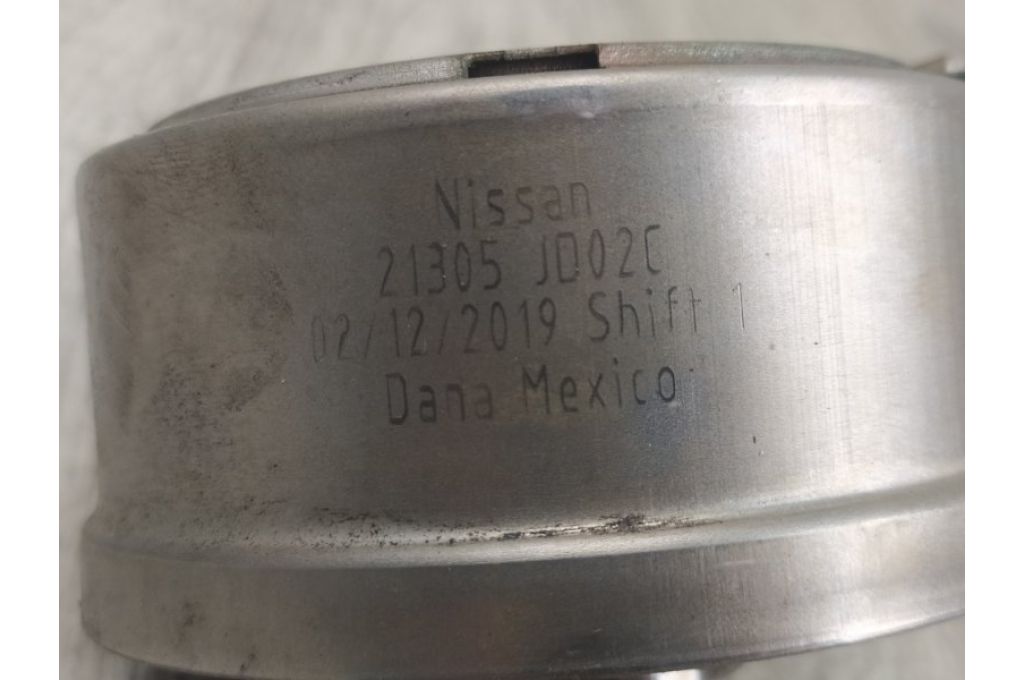 Nissan
21305 JD02C
02/12/2019 Shift 1
Dana Mexico